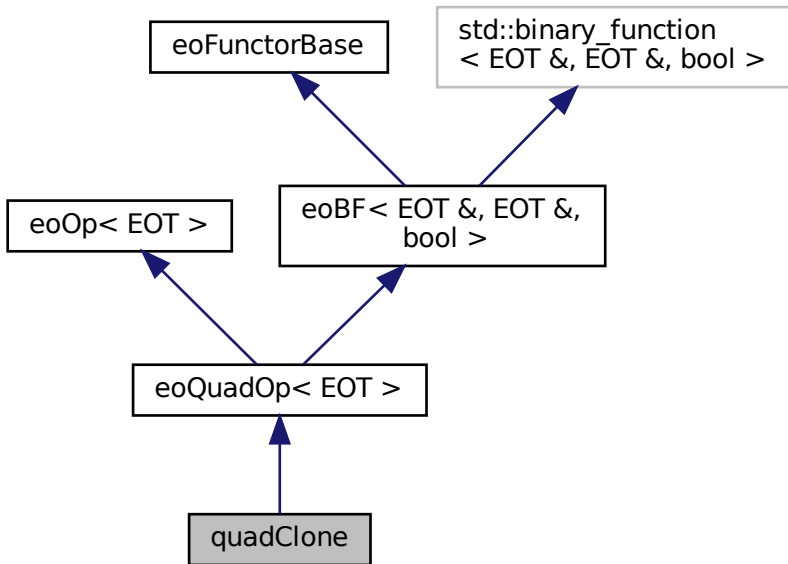 std::binary_function
< EOT &, EOT &, bool >
eoFunctorBase
eoBF< EOT &, EOT &,
bool >
eoOp< EOT >
eoQuadOp< EOT >
quadClone